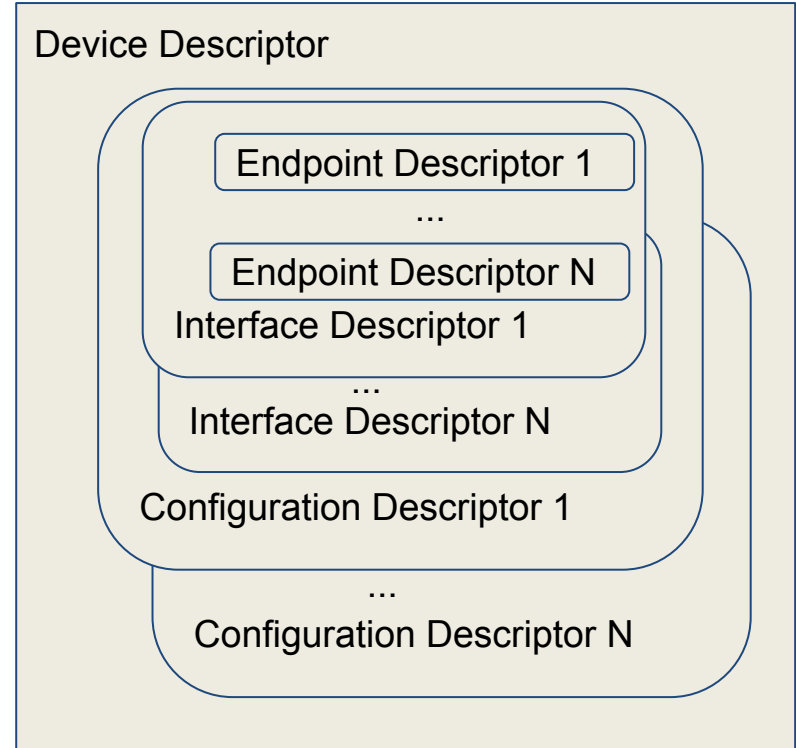 Device Descriptor
Endpoint Descriptor 1
...
Endpoint Descriptor N
Interface Descriptor 1
...
Interface Descriptor N
Configuration Descriptor 1
...
Configuration Descriptor N